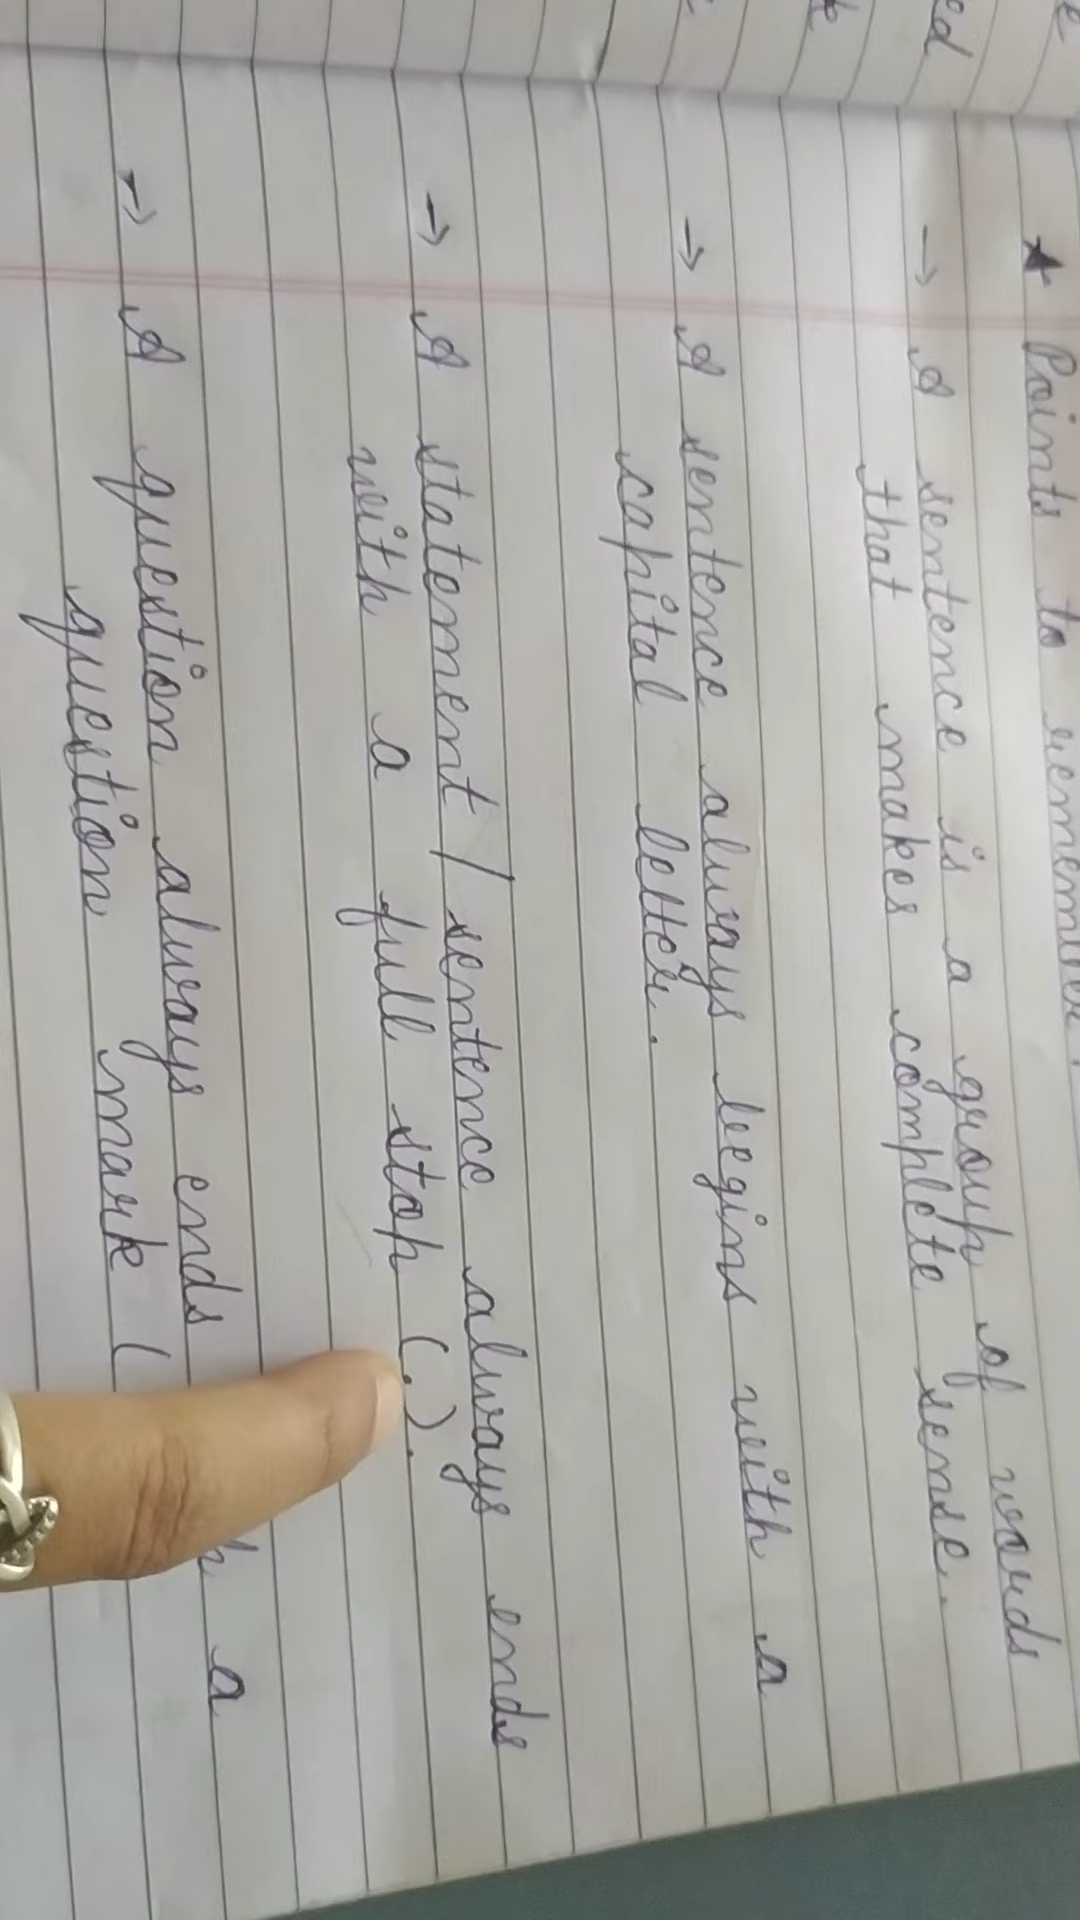 ★ Points to remember
→ A sentence is a group of words
that makes complete sense.
→ A sentence always begins with a
capital letter.
→ A statement / sentence always ends
with a full stop (.).
→ A question always ends a
question mark (